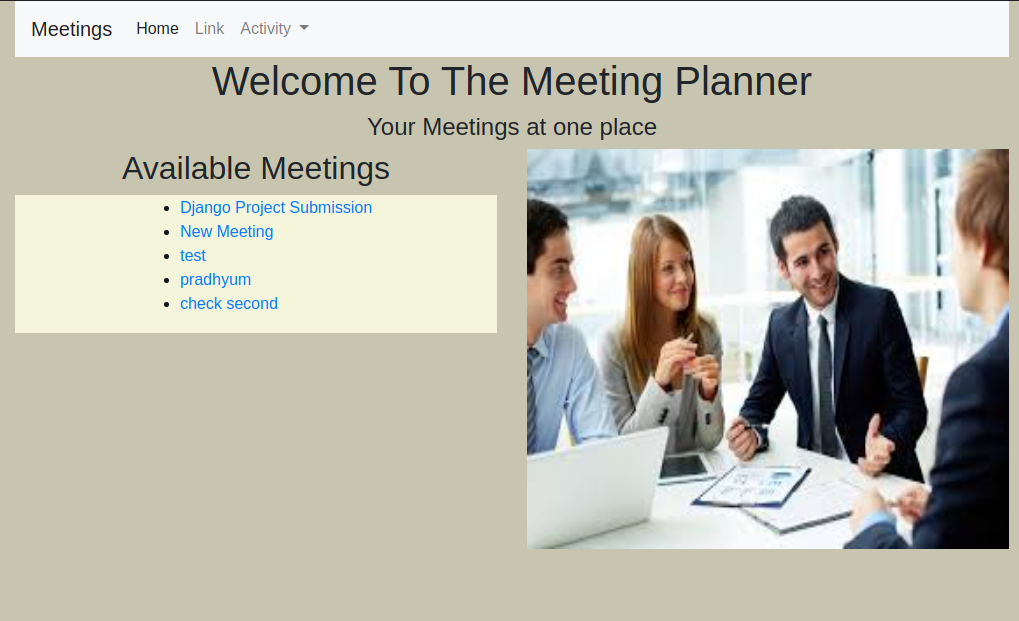 Meetings Home Link Activity
Welcome To The Meeting Planner
Your Meetings at one place
Available Meetings
Django Project Submission
New Meeting
test
pradhyum
check second